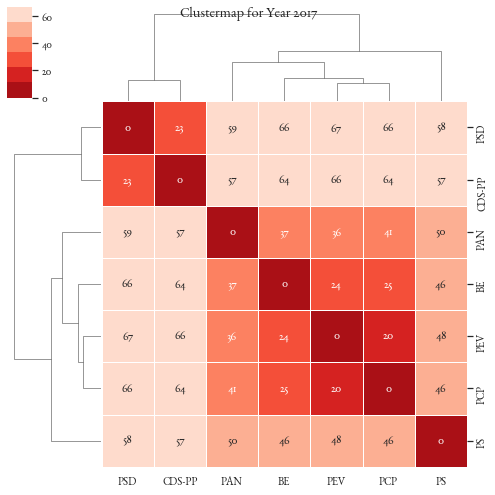 Clustermap for Year 2017
60
40
20
0
0 23 59 66 67 66 58 PSD
23 0 57 64 66 64 57 CDS-PP
59 57 0 37 36 41 50 PAN
66 64 37 0 24 25 46 BE
67 66 36 24 0 20 48 PEV
66 64 41 25 20 0 46 PCP
58 57 50 46 48 46 0 PS
PSD CDS-PP PAN BE PEV PCP PS